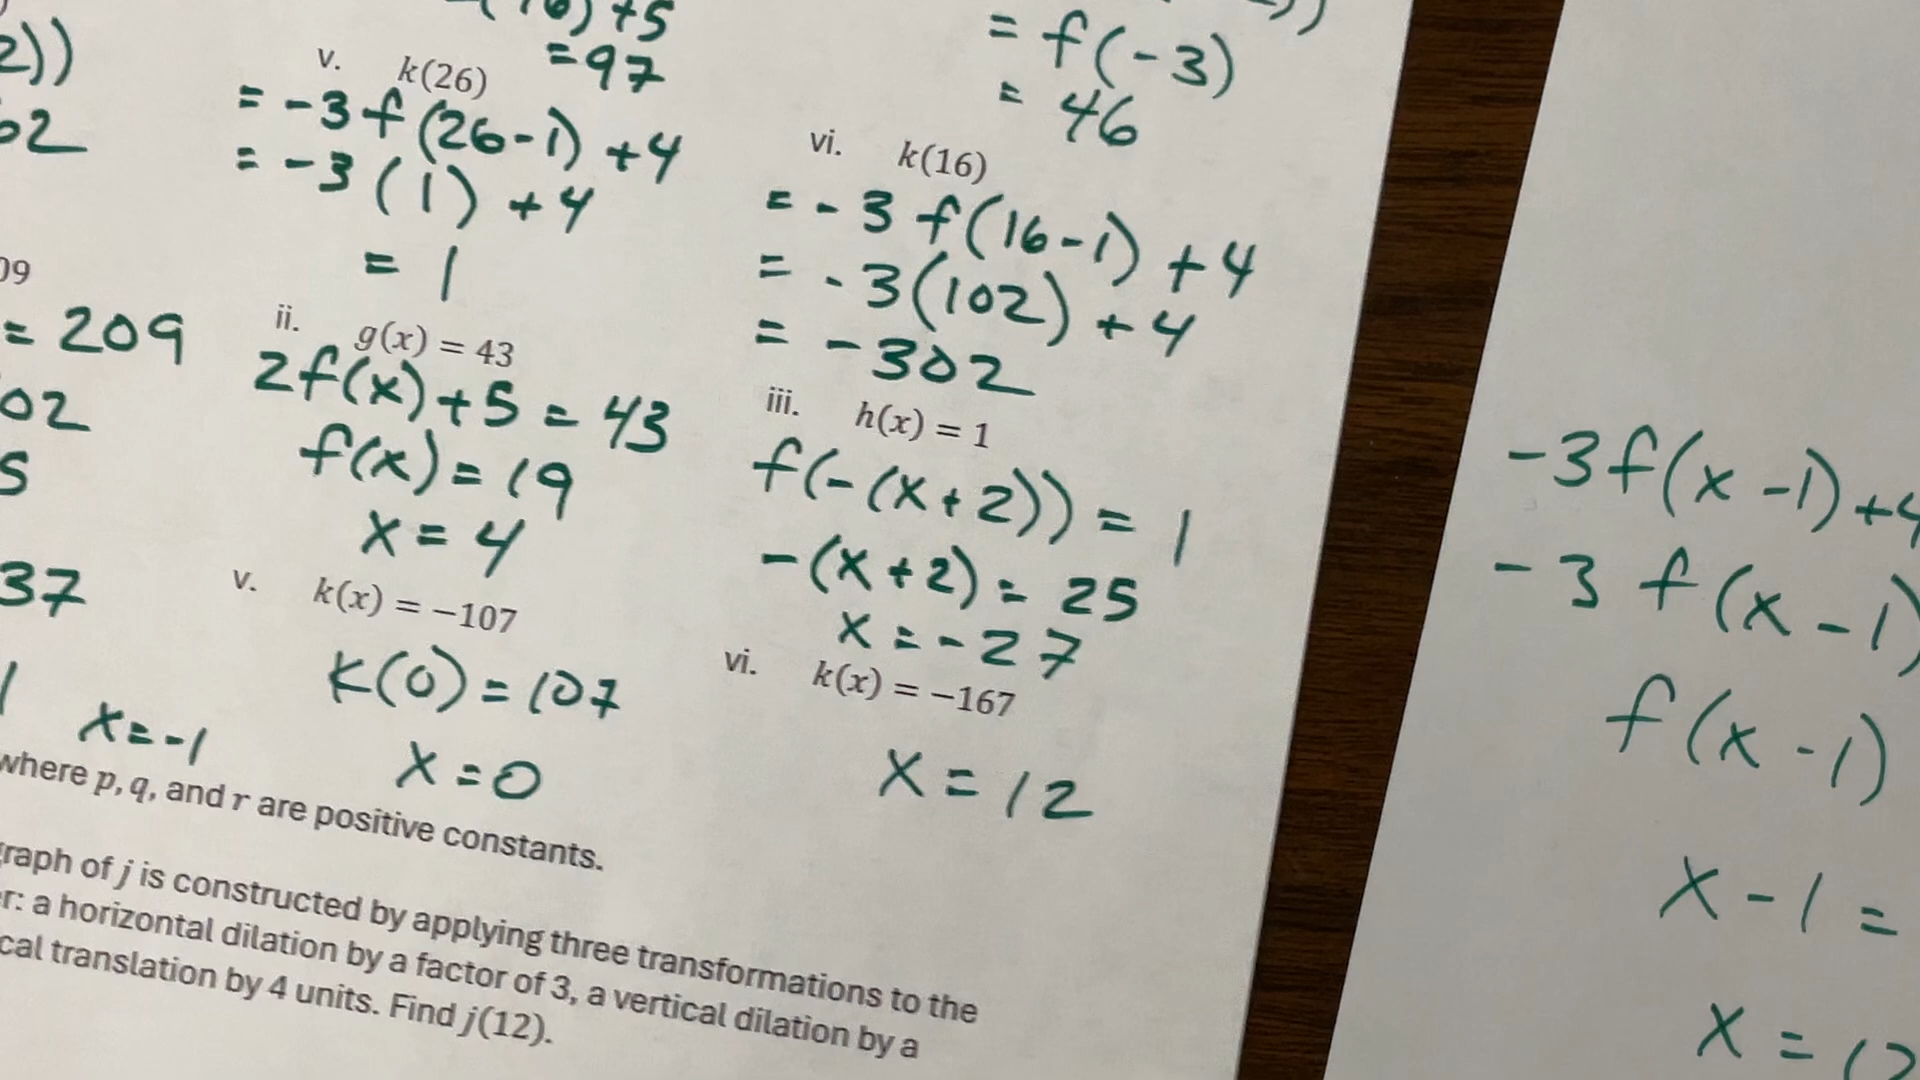 +5
= 97
= f(-3)
= 46
2))
02
v. k(26)
= -3f(26-1) +4
= -3(1) +4
= 1
vi. k(16)
= -3f(16-1) +4
= -3(102) +4
= -302
09
= 209
02
5
ii. g(x) = 43
2f(x)+5 = 43
f(x) = 19
x = 4
iii. h(x) = 1
f(-(x+2)) = 1
-(x+2) = 25
x = -27
37
x=-1
v. k(x) = −107
k(0) = 107
x = 0
vi. k(x) = −167
x = 12
where p, q, and r are positive constants.
graph of j is constructed by applying three transformations to the
r: a horizontal dilation by a factor of 3, a vertical dilation by a
cal translation by 4 units. Find j(12).
-3f(x-1)+4
-3f(x-1)
f(x-1)
x-1 =
x =